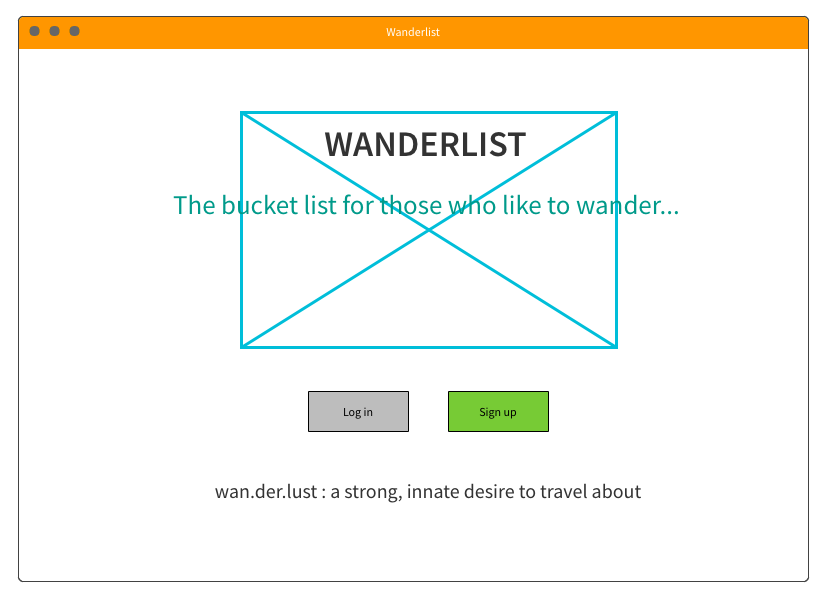 Wanderlist
WANDERLIST
The bucket list for those who like to wander...
Log in
Sign up
wan.der.lust : a strong, innate desire to travel about